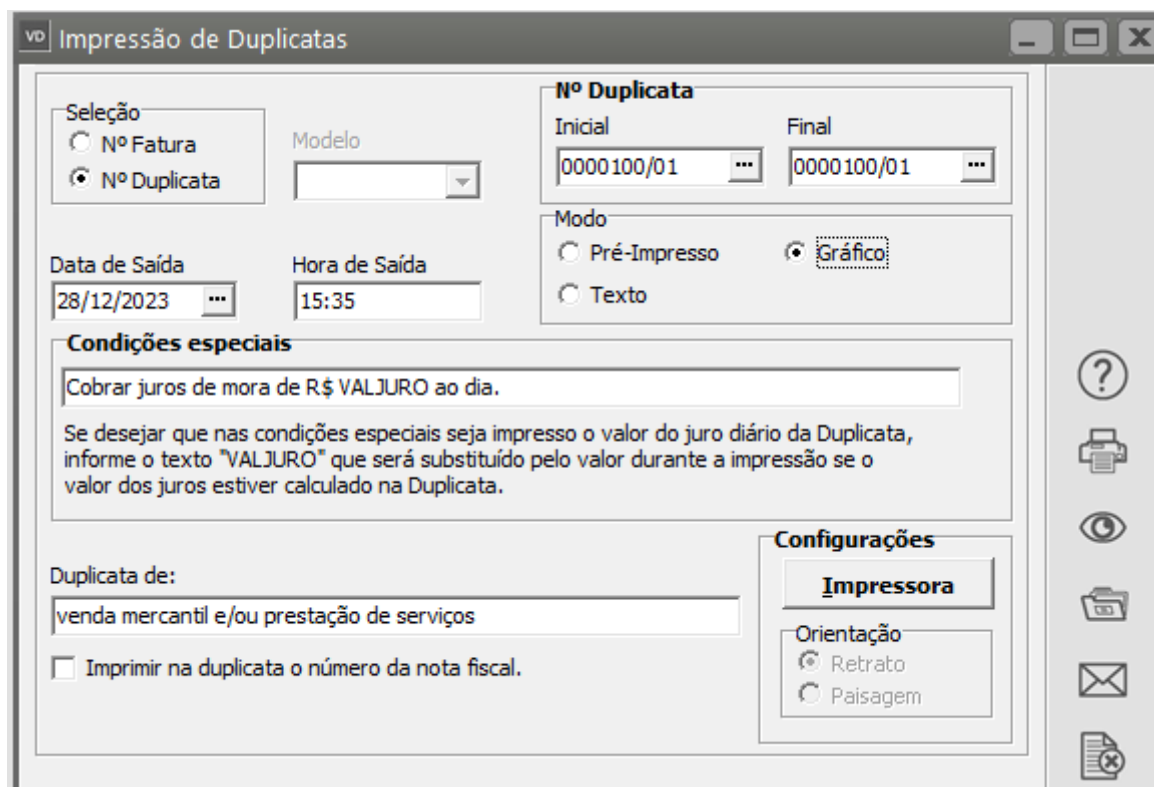 VD Impressão de Duplicatas
Seleção
Nº Fatura
Nº Duplicata
Modelo
Nº Duplicata
Inicial Final
0000100/01 ... 0000100/01 ...
Modo
Pré-Impresso Gráfico
Texto
Data de Saída Hora de Saída
28/12/2023 ... 15:35
Condições especiais
Cobrar juros de mora de R$ VALJURO ao dia.
Se desejar que nas condições especiais seja impresso o valor do juro diário da Duplicata,
informe o texto "VALJURO" que será substituído pelo valor durante a impressão se o
valor dos juros estiver calculado na Duplicata.
Duplicata de:
venda mercantil e/ou prestação de serviços
Imprimir na duplicata o número da nota fiscal.
Configurações
Impressora
Orientação
Retrato
Paisagem